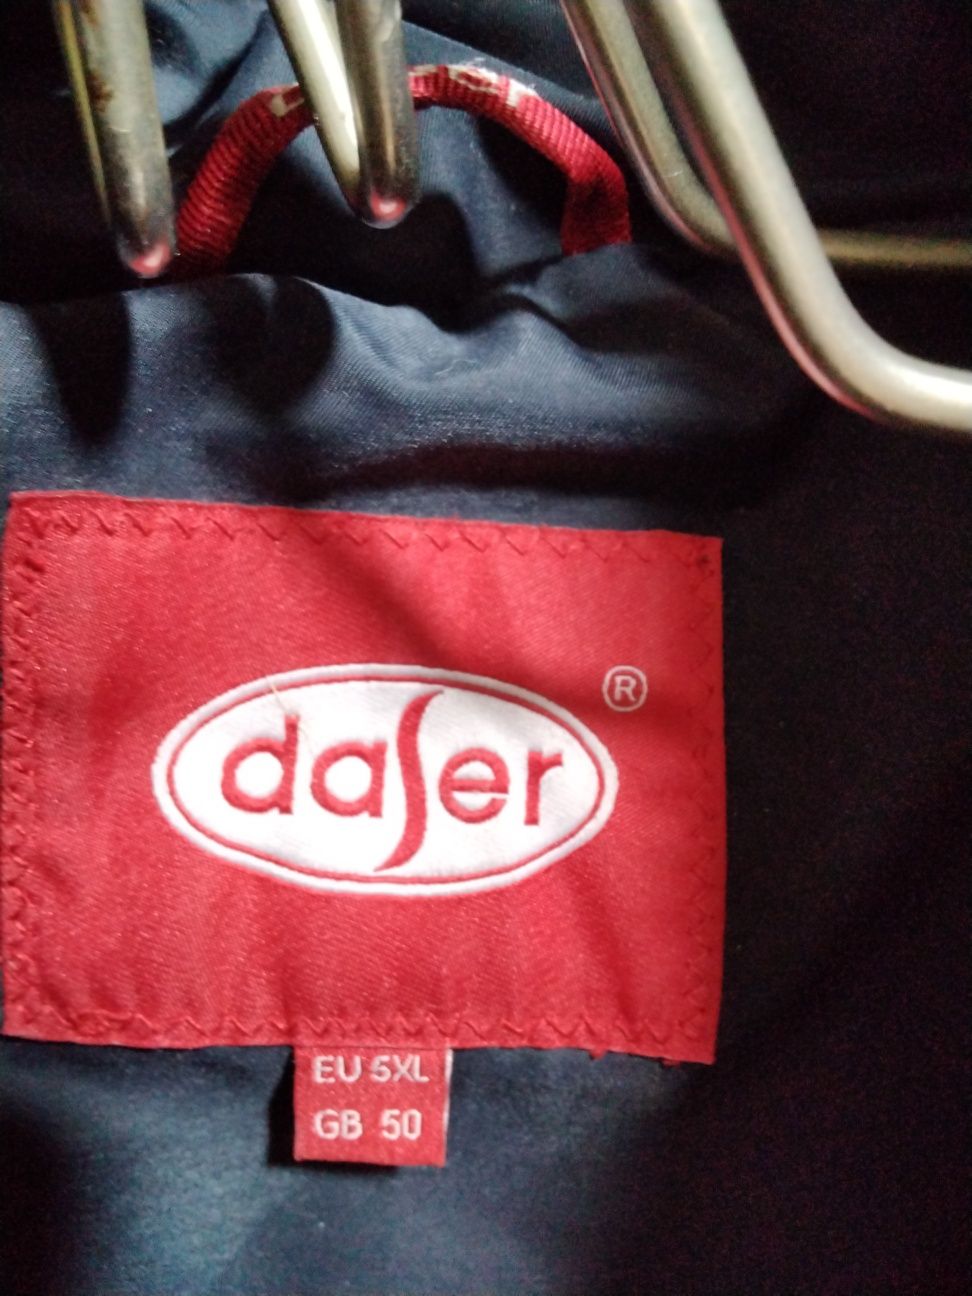 daser
®
EU 5XL
GB 50